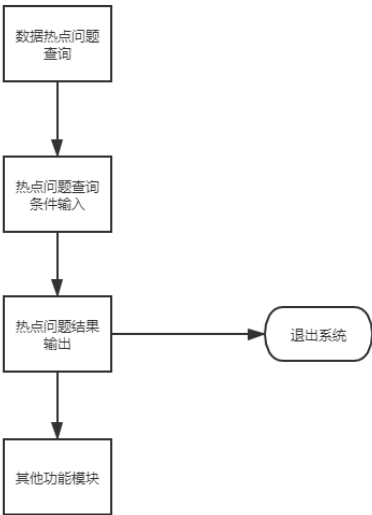 数据热点问题
查询
热点问题查询
条件输入
热点问题结果
输出
退出系统
其他功能模块